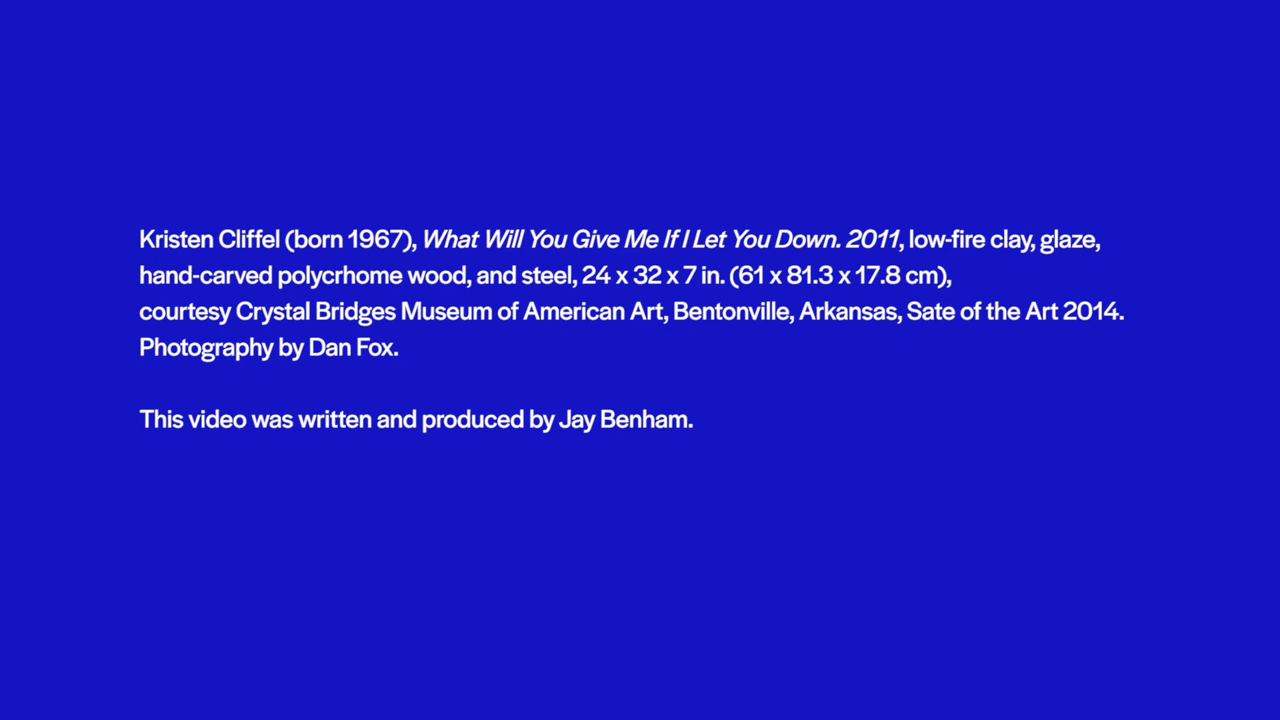 Kristen Cliffel (born 1967), What Will You Give Me If I Let You Down. 2011, low-fire clay, glaze,
hand-carved polycrhome wood, and steel, 24 x 32 x 7 in. (61 x 81.3 x 17.8 cm),
courtesy Crystal Bridges Museum of American Art, Bentonville, Arkansas, Sate of the Art 2014.
Photography by Dan Fox.
This video was written and produced by Jay Benham.